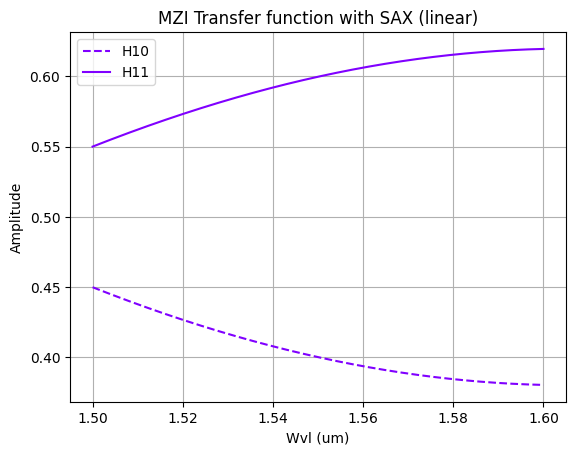 MZI Transfer function with SAX (linear)
H10
H11
0.60
0.55
0.50
0.45
0.40
Amplitude
1.50 1.52 1.54 1.56 1.58 1.60
Wvl (um)